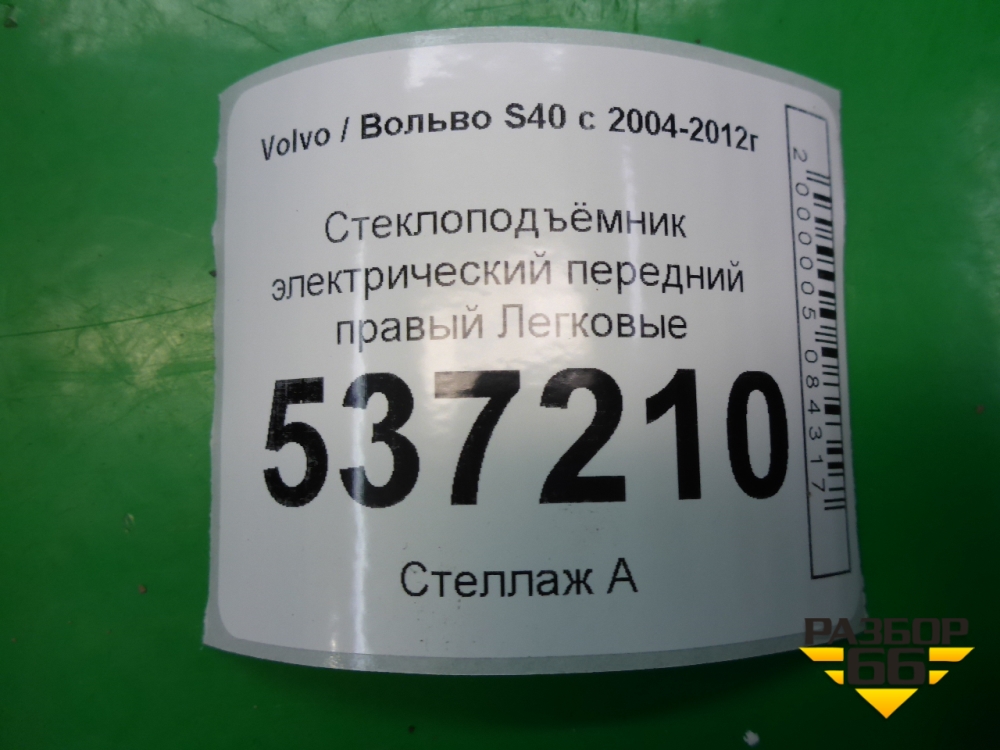 Volvo / Вольво S40 с 2004-2012г
Стеклоподъёмник
электрический передний
правый Легковые
537210
Стеллаж А
2000005084317
РАЗБОР
66